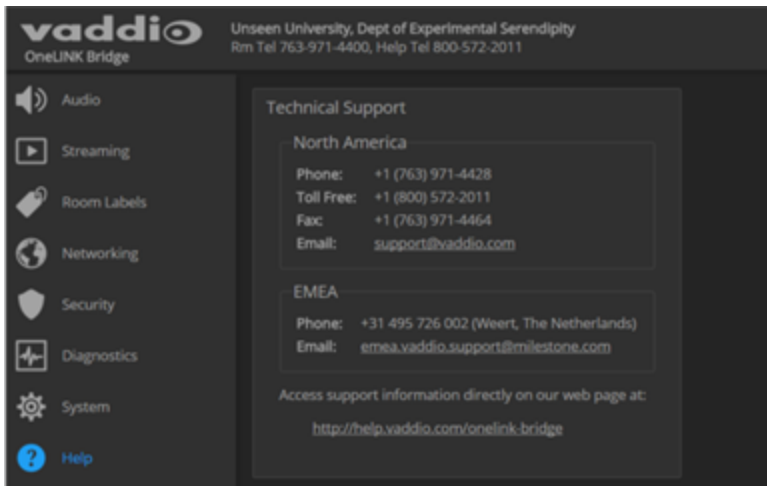 vaddio
OneLINK Bridge
Unseen University, Dept of Experimental Serendipity
Rm Tel 763-971-4400, Help Tel 800-572-2011
Audio
Streaming
Room Labels
Networking
Security
Diagnostics
System
? Help
Technical Support
North America
Phone: +1 (763) 971-4428
Toll Free: +1 (800) 572-2011
Fax: +1 (763) 971-4464
Email: support@vaddio.com
EMEA
Phone: +31 495 726 002 (Weert, The Netherlands)
Email: emea.vaddio.support@milestone.com
Access support information directly on our web page at:
http://help.vaddio.com/onelink-bridge